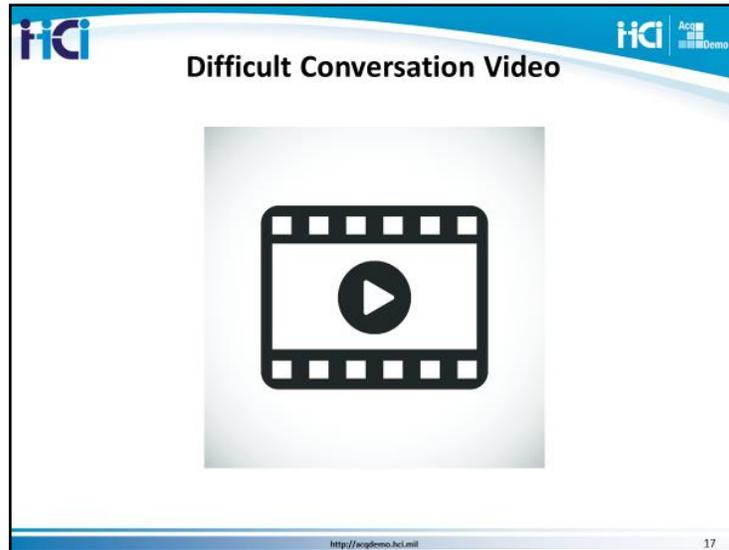 HCi
HCi Acq Demo
Difficult Conversation Video
http://acqdemo.hci.mil
17